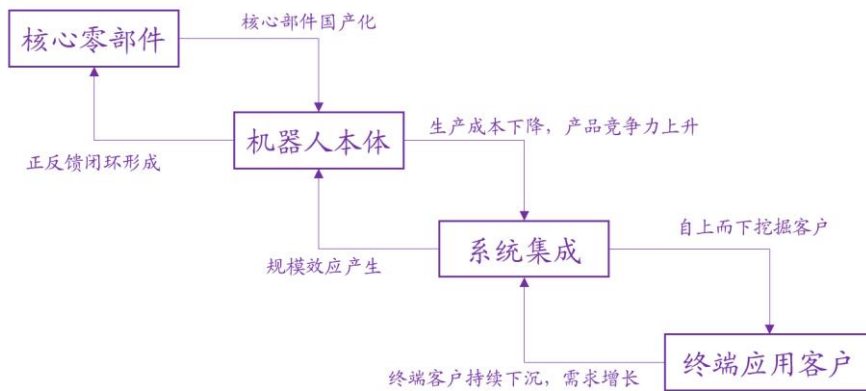 核心部件国产化
核心零部件
机器人本体
生产成本下降，产品竞争力上升
正反馈闭环形成
系统集成
自上而下挖掘客户
规模效应产生
终端应用客户
终端客户持续下沉，需求增长